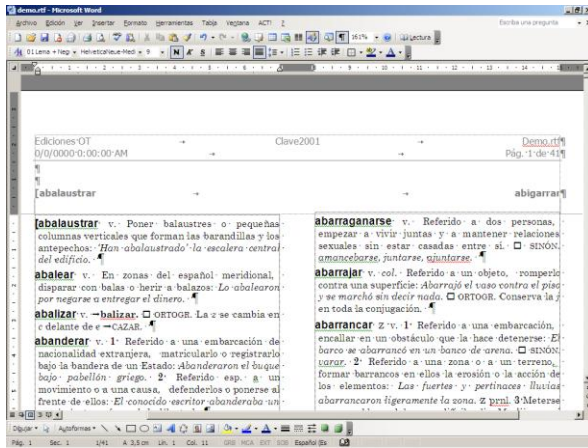 demo.rtf - Microsoft Word
Archivo Edición Ver Insertar Formato Herramientas Tabla Ventana ACT! ? Escriba una pregunta
161% Lectura
01 Lema + Neg HelveticaNeue-Medi 9 N K S
Ediciones OT → Clave2001 → Demo.rtf¶
0/0/0000·0:00:00·AM → → Pág.·1·de·41¶
¶
¶
[abalaustrar → → abigarrar¶
[abalaustrar v. Poner balaustres o pequeñas
columnas verticales que forman las barandillas y los
antepechos: 'Han abalaustrado' la escalera central
del edificio. ¶
abalear v. En zonas del español meridional,
disparar con balas o herir a balazos: Lo abalearon
por negarse a entregar el dinero. ¶
abalizar v. →balizar. □ ORTOGR. La z se cambia en
c delante de e →CAZAR. ¶
abanderar v. 1 Referido a una embarcación de
nacionalidad extranjera, matricularlo o registrarlo
bajo la bandera de un Estado: Abanderaron el buque
bajo pabellón griego. 2 Referido esp. a un
movimiento o a una causa, defenderlos o ponerse al
frente de ellos: El conocido escritor abanderaba un
abarraganarse v. Referido a dos personas,
empezar a vivir juntas y a mantener relaciones
sexuales sin estar casadas entre sí. □ SINÓN.
amancebarse, juntarse, ajuntarse. ¶
abarrajar v. col. Referido a un objeto, romperlo
contra una superficie: Abarrajó el vaso contra el piso
y se marchó sin decir nada. □ ORTOGR. Conserva la j
en toda la conjugación. ¶
abarrancar z v. 1 Referido a una embarcación,
encallar en un obstáculo que la hace detenerse: El
barco se abarrancó en un banco de arena. □ SINÓN.
varar. 2 Referido a una zona o a un terreno,
formar barrancos en ellos la erosión o la acción de
los elementos: Las fuertes y pertinaces lluvias
abarrancaron ligeramente la zona. z prnl. 3 Meterse
Dibujar Autoformas
Pág. 1 Sec. 1 1/41 A 3,5 cm Lín. 1 Col. 11 GRB MCA EXT SOB Español (Es